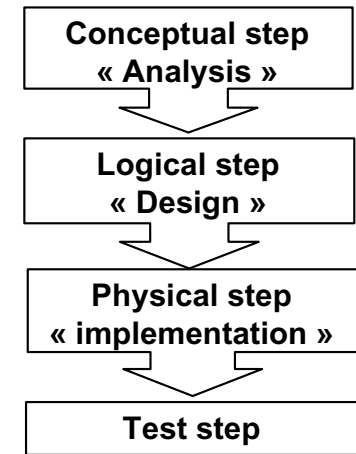 Conceptual step
« Analysis »
Logical step
« Design »
Physical step
« implementation »
Test step